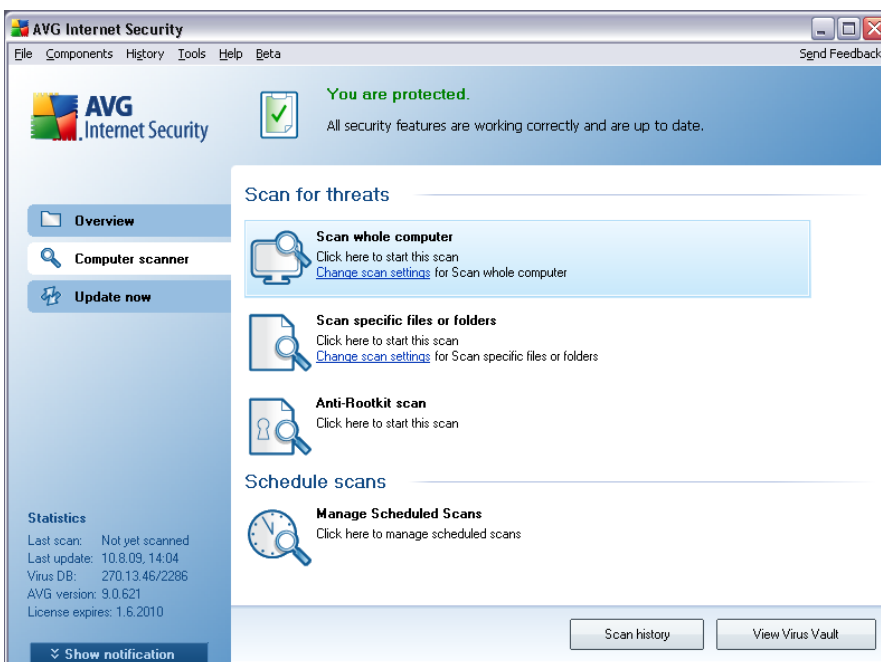 AVG Internet Security
File Components History Tools Help Beta Send Feedback
AVG
Internet Security
You are protected.
All security features are working correctly and are up to date.
Overview
Computer scanner
Update now
Scan for threats
Scan whole computer
Click here to start this scan
Change scan settings for Scan whole computer
Scan specific files or folders
Click here to start this scan
Change scan settings for Scan specific files or folders
Anti-Rootkit scan
Click here to start this scan
Schedule scans
Manage Scheduled Scans
Click here to manage scheduled scans
Statistics
Last scan: Not yet scanned
Last update: 10.8.09, 14:04
Virus DB: 270.13.46/2286
AVG version: 9.0.621
License expires: 1.6.2010
Show notification
Scan history
View Virus Vault